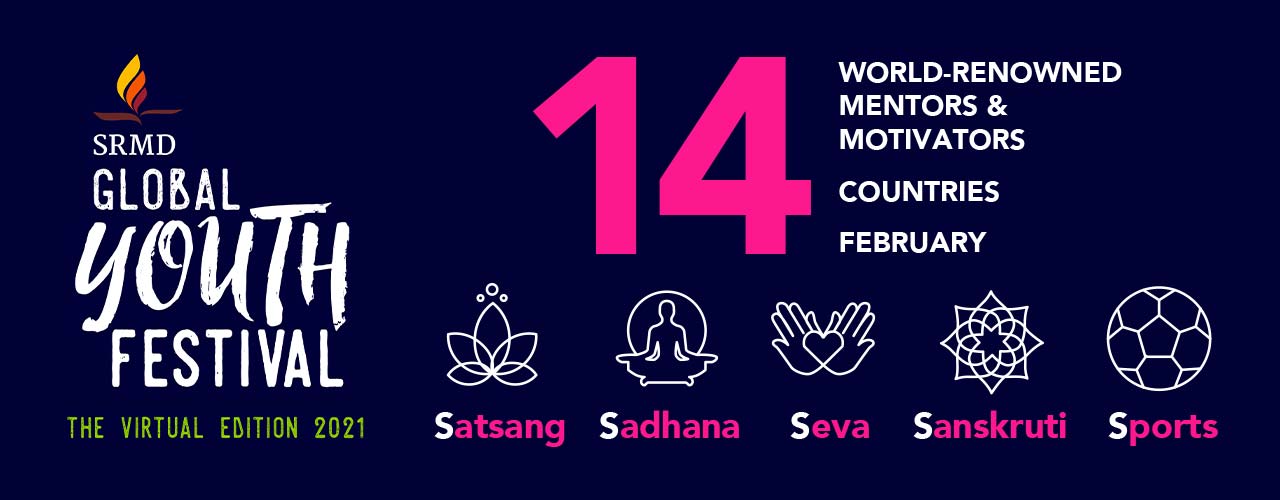 SRMD
GLOBAL
YOUTH
FESTIVAL
THE VIRTUAL EDITION 2021
14
WORLD-RENOWNED
MENTORS &
MOTIVATORS
COUNTRIES
FEBRUARY
Satsang
Sadhana
Seva
Sanskruti
Sports